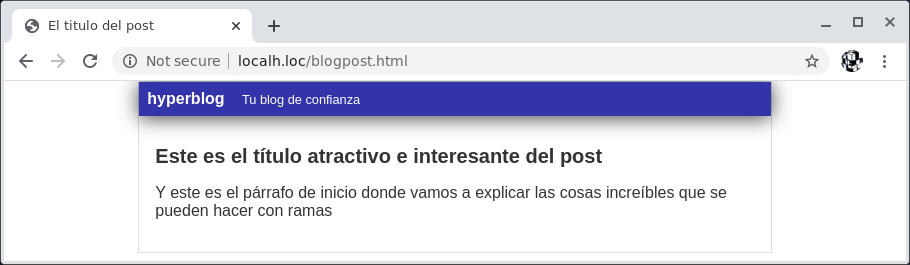 El titulo del post
Not secure localh.loc/blogpost.html
hyperblog Tu blog de confianza
Este es el título atractivo e interesante del post
Y este es el párrafo de inicio donde vamos a explicar las cosas increíbles que se
pueden hacer con ramas